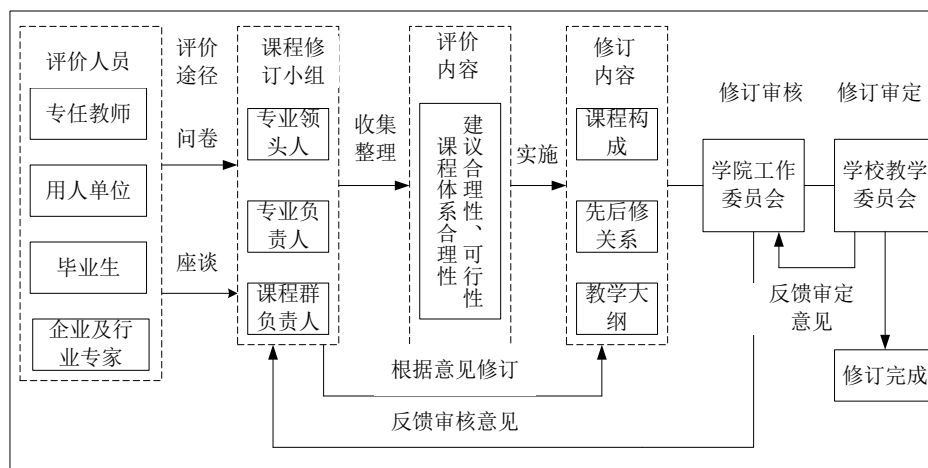 评价人员
专任教师
用人单位
毕业生
企业及行
业专家
评价
途径
问卷
座谈
课程修
订小组
专业领
头人
专业负
责人
课程群
负责人
收集
整理
评价
内容
建议合理性、可行性
课程体系合理性
实施
修订
内容
课程构
成
先后修
关系
教学大
纲
修订审核
学院工作
委员会
修订审定
学校教学
委员会
反馈审定
意见
修订完成
根据意见修订
反馈审核意见